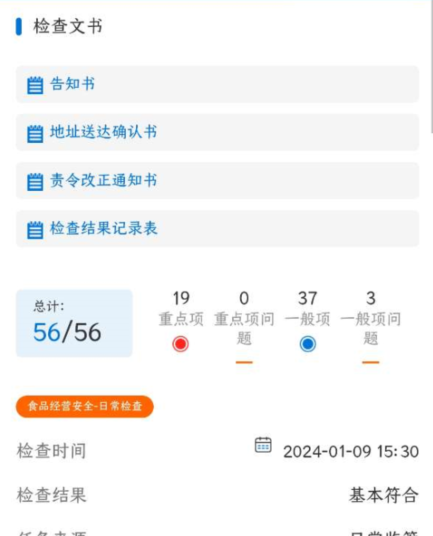 检查文书
告知书
地址送达确认书
责令改正通知书
检查结果记录表
总计：
56/56
19
重点项
0
重点项问
题
37
一般项
3
一般项问
题
食品经营安全-日常检查
检查时间
2024-01-09 15:30
检查结果
基本符合